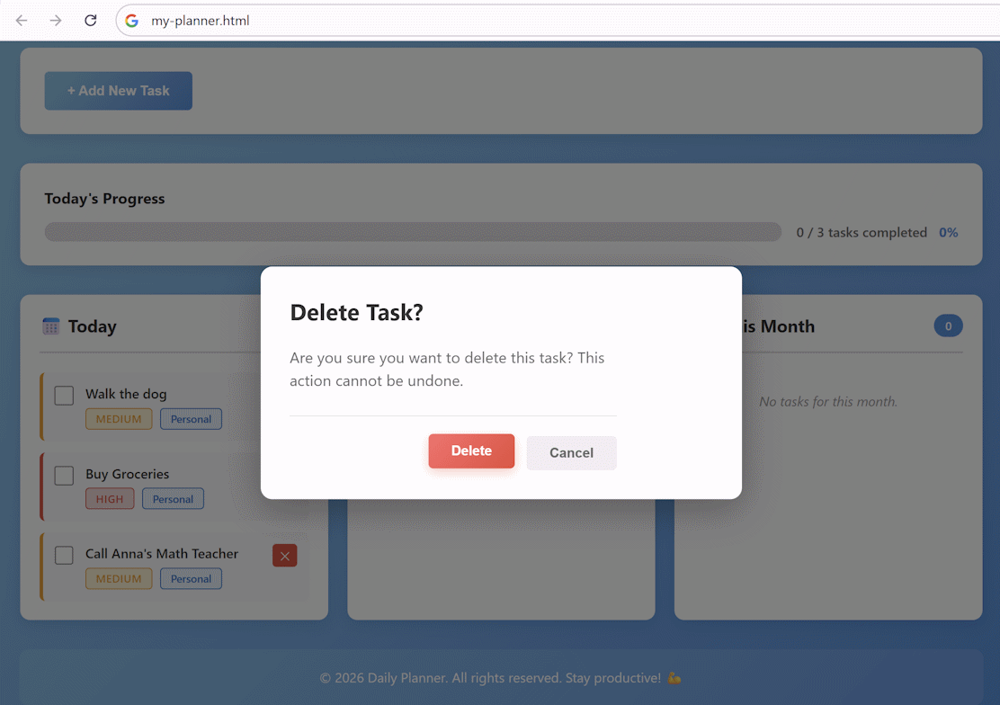 my-planner.html
+ Add New Task
Today's Progress
0 / 3 tasks completed 0%
Today
is Month 0
Delete Task?
Are you sure you want to delete this task? This
action cannot be undone.
Delete Cancel
Walk the dog
MEDIUM Personal
Buy Groceries
HIGH Personal
Call Anna's Math Teacher
MEDIUM Personal
No tasks for this month.
© 2026 Daily Planner. All rights reserved. Stay productive! 💪